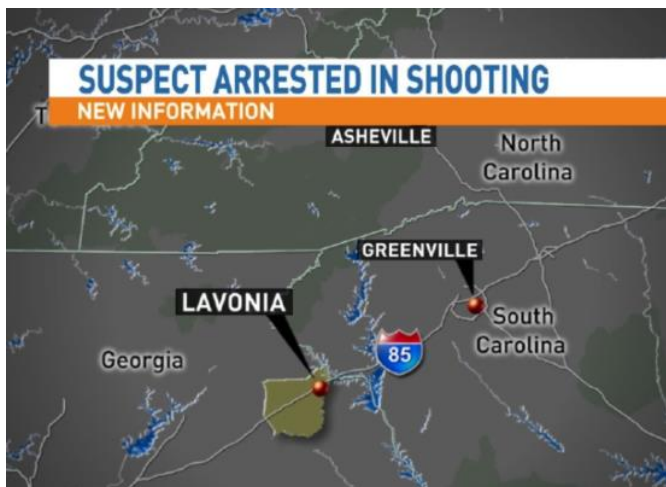 SUSPECT ARRESTED IN SHOOTING
NEW INFORMATION
T
ASHEVILLE
North
Carolina
GREENVILLE
LAVONIA
South
Carolina
85
Georgia